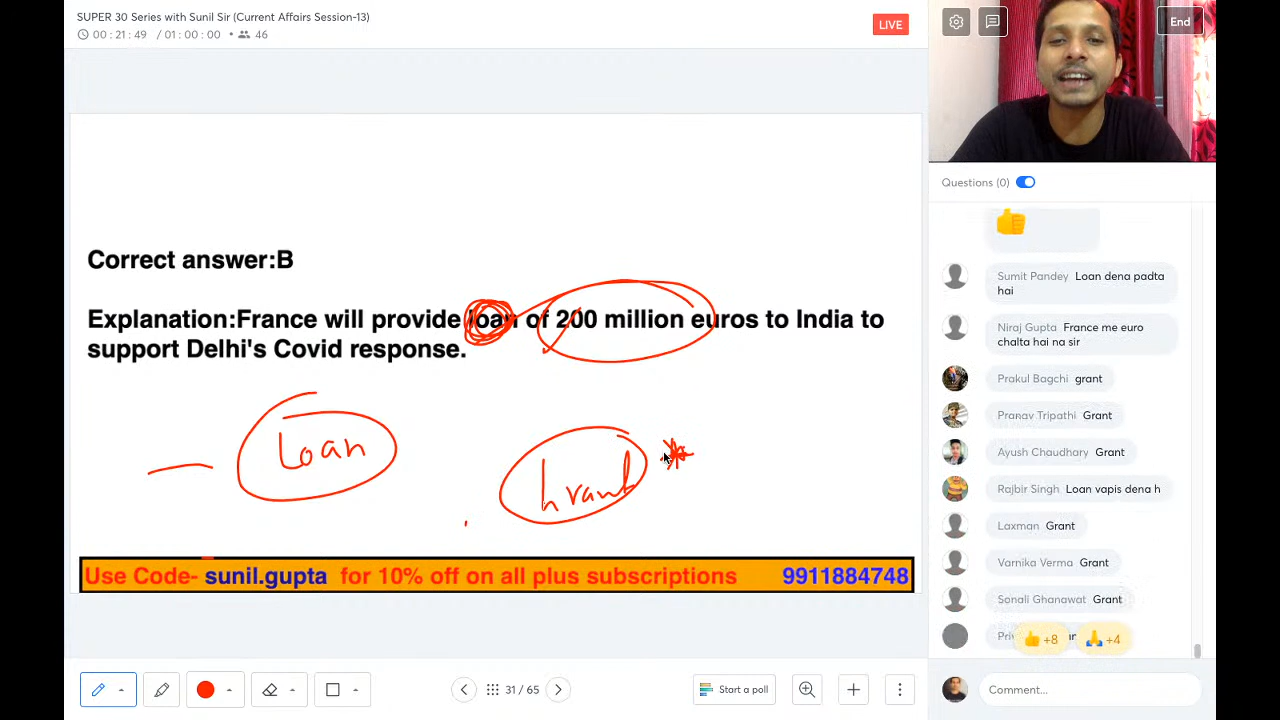 SUPER 30 Series with Sunil Sir (Current Affairs Session-13)
00 : 21 : 49 / 01 : 00 : 00 • 46
LIVE
End
Questions (0)
Correct answer:B
Explanation:France will provide loan of 200 million euros to India to
support Delhi's Covid response.
Loan
Grant
Use Code- sunil.gupta for 10% off on all plus subscriptions 9911884748
Sumit Pandey Loan dena padta
hai
Niraj Gupta France me euro
chalta hai na sir
Prakul Bagchi grant
Pranav Tripathi Grant
Ayush Chaudhary Grant
Rajbir Singh Loan vapis dena h
Laxman Grant
Varnika Verma Grant
Sonali Ghanawat Grant
+8
+4
31 / 65
Start a poll
Comment...